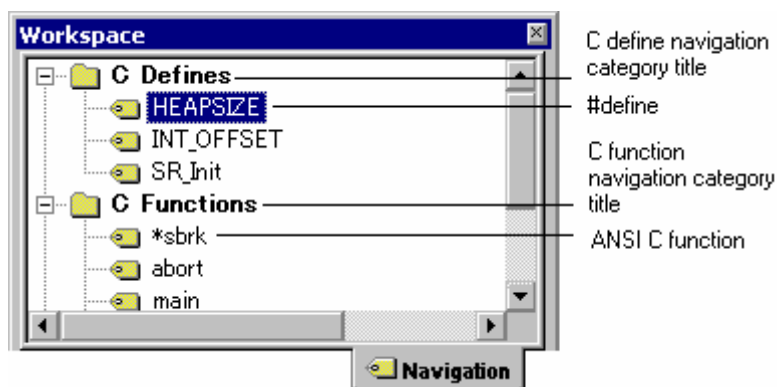 Workspace
C Defines
HEAPSIZE
INT_OFFSET
SR_Init
C Functions
*sbrk
abort
main
Navigation
C define navigation
category title
#define
C function
navigation category
title
ANSI C function